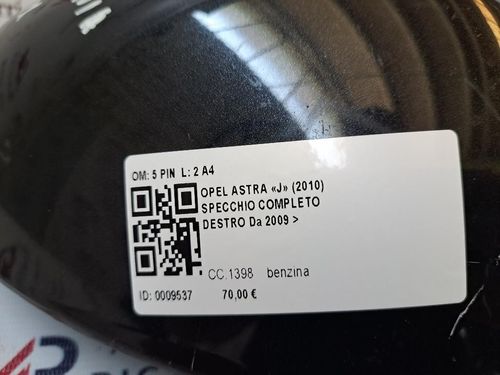 OM: 5 PIN L: 2 A4
OPEL ASTRA «J» (2010)
SPECCHIO COMPLETO
DESTRO Da 2009 >
CC.1398 benzina
ID: 0009537 70,00 €